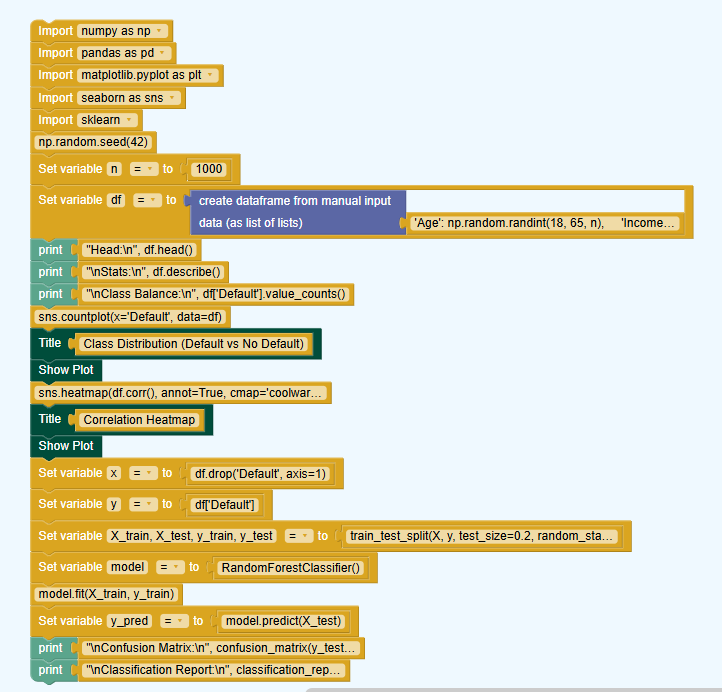 Import numpy as np
Import pandas as pd
Import matplotlib.pyplot as plt
Import seaborn as sns
Import sklearn
np.random.seed(42)
Set variable n = to 1000
Set variable df = to create dataframe from manual input
data (as list of lists) 'Age': np.random.randint(18, 65, n), 'Income...
print "Head:\n", df.head()
print "\nStats:\n", df.describe()
print "\nClass Balance:\n", df['Default'].value_counts()
sns.countplot(x='Default', data=df)
Title Class Distribution (Default vs No Default)
Show Plot
sns.heatmap(df.corr(), annot=True, cmap='coolwar...
Title Correlation Heatmap
Show Plot
Set variable x = to df.drop('Default', axis=1)
Set variable y = to df['Default']
Set variable X_train, X_test, y_train, y_test = to train_test_split(X, y, test_size=0.2, random_sta...
Set variable model = to RandomForestClassifier()
model.fit(X_train, y_train)
Set variable y_pred = to model.predict(X_test)
print "\nConfusion Matrix:\n", confusion_matrix(y_test...
print "\nClassification Report:\n", classification_rep...